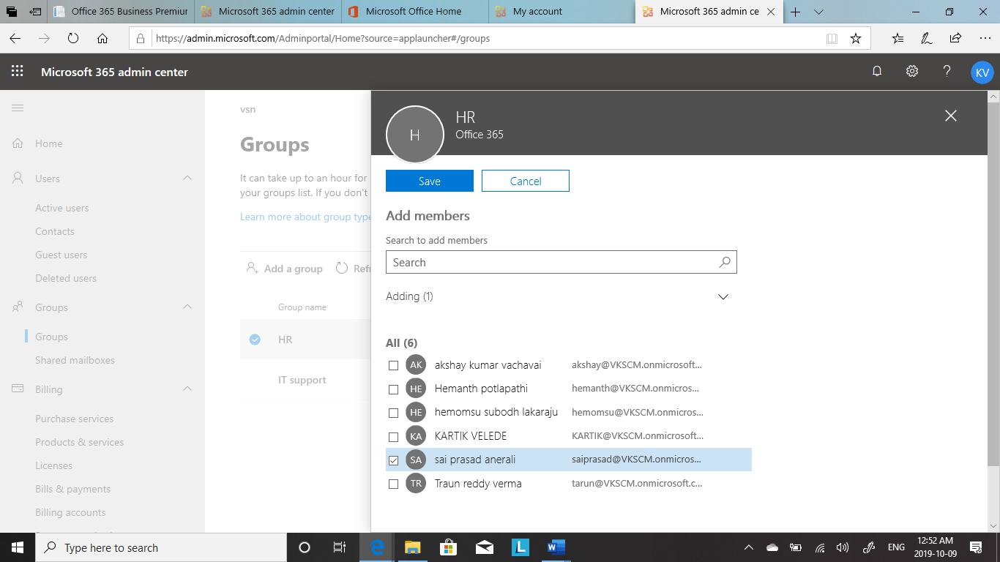 Office 365 Business Premiur
Microsoft 365 admin center
Microsoft Office Home
My account
Microsoft 365 admin ce
https://admin.microsoft.com/Adminportal/Home?source=applauncher#/groups
Microsoft 365 admin center
KV
Home
Users
Active users
Contacts
Guest users
Deleted users
Groups
Groups
Shared mailboxes
Billing
Purchase services
Products & services
Licenses
Bills & payments
Billing accounts
vsn
Groups
It can take up to an hour for
your groups list. If you don't
Learn more about group type
Add a group
Refr
Group name
HR
IT support
H
HR
Office 365
Save
Cancel
Add members
Search to add members
Search
Adding (1)
All (6)
AK akshay kumar vachavai akshay@VKSCM.onmicrosoft...
HE Hemanth potlapathi hemanth@VKSCM.onmicros...
HE hemomsu subodh lakaraju hemomsu@VKSCM.onmicros...
KA KARTIK VELEDE KARTIK@VKSCM.onmicrosoft...
SA sai prasad anerali saiprasad@VKSCM.onmicros...
TR Traun reddy verma tarun@VKSCM.onmicrosoft.c...
Type here to search
L
ENG
12:52 AM
2019-10-09